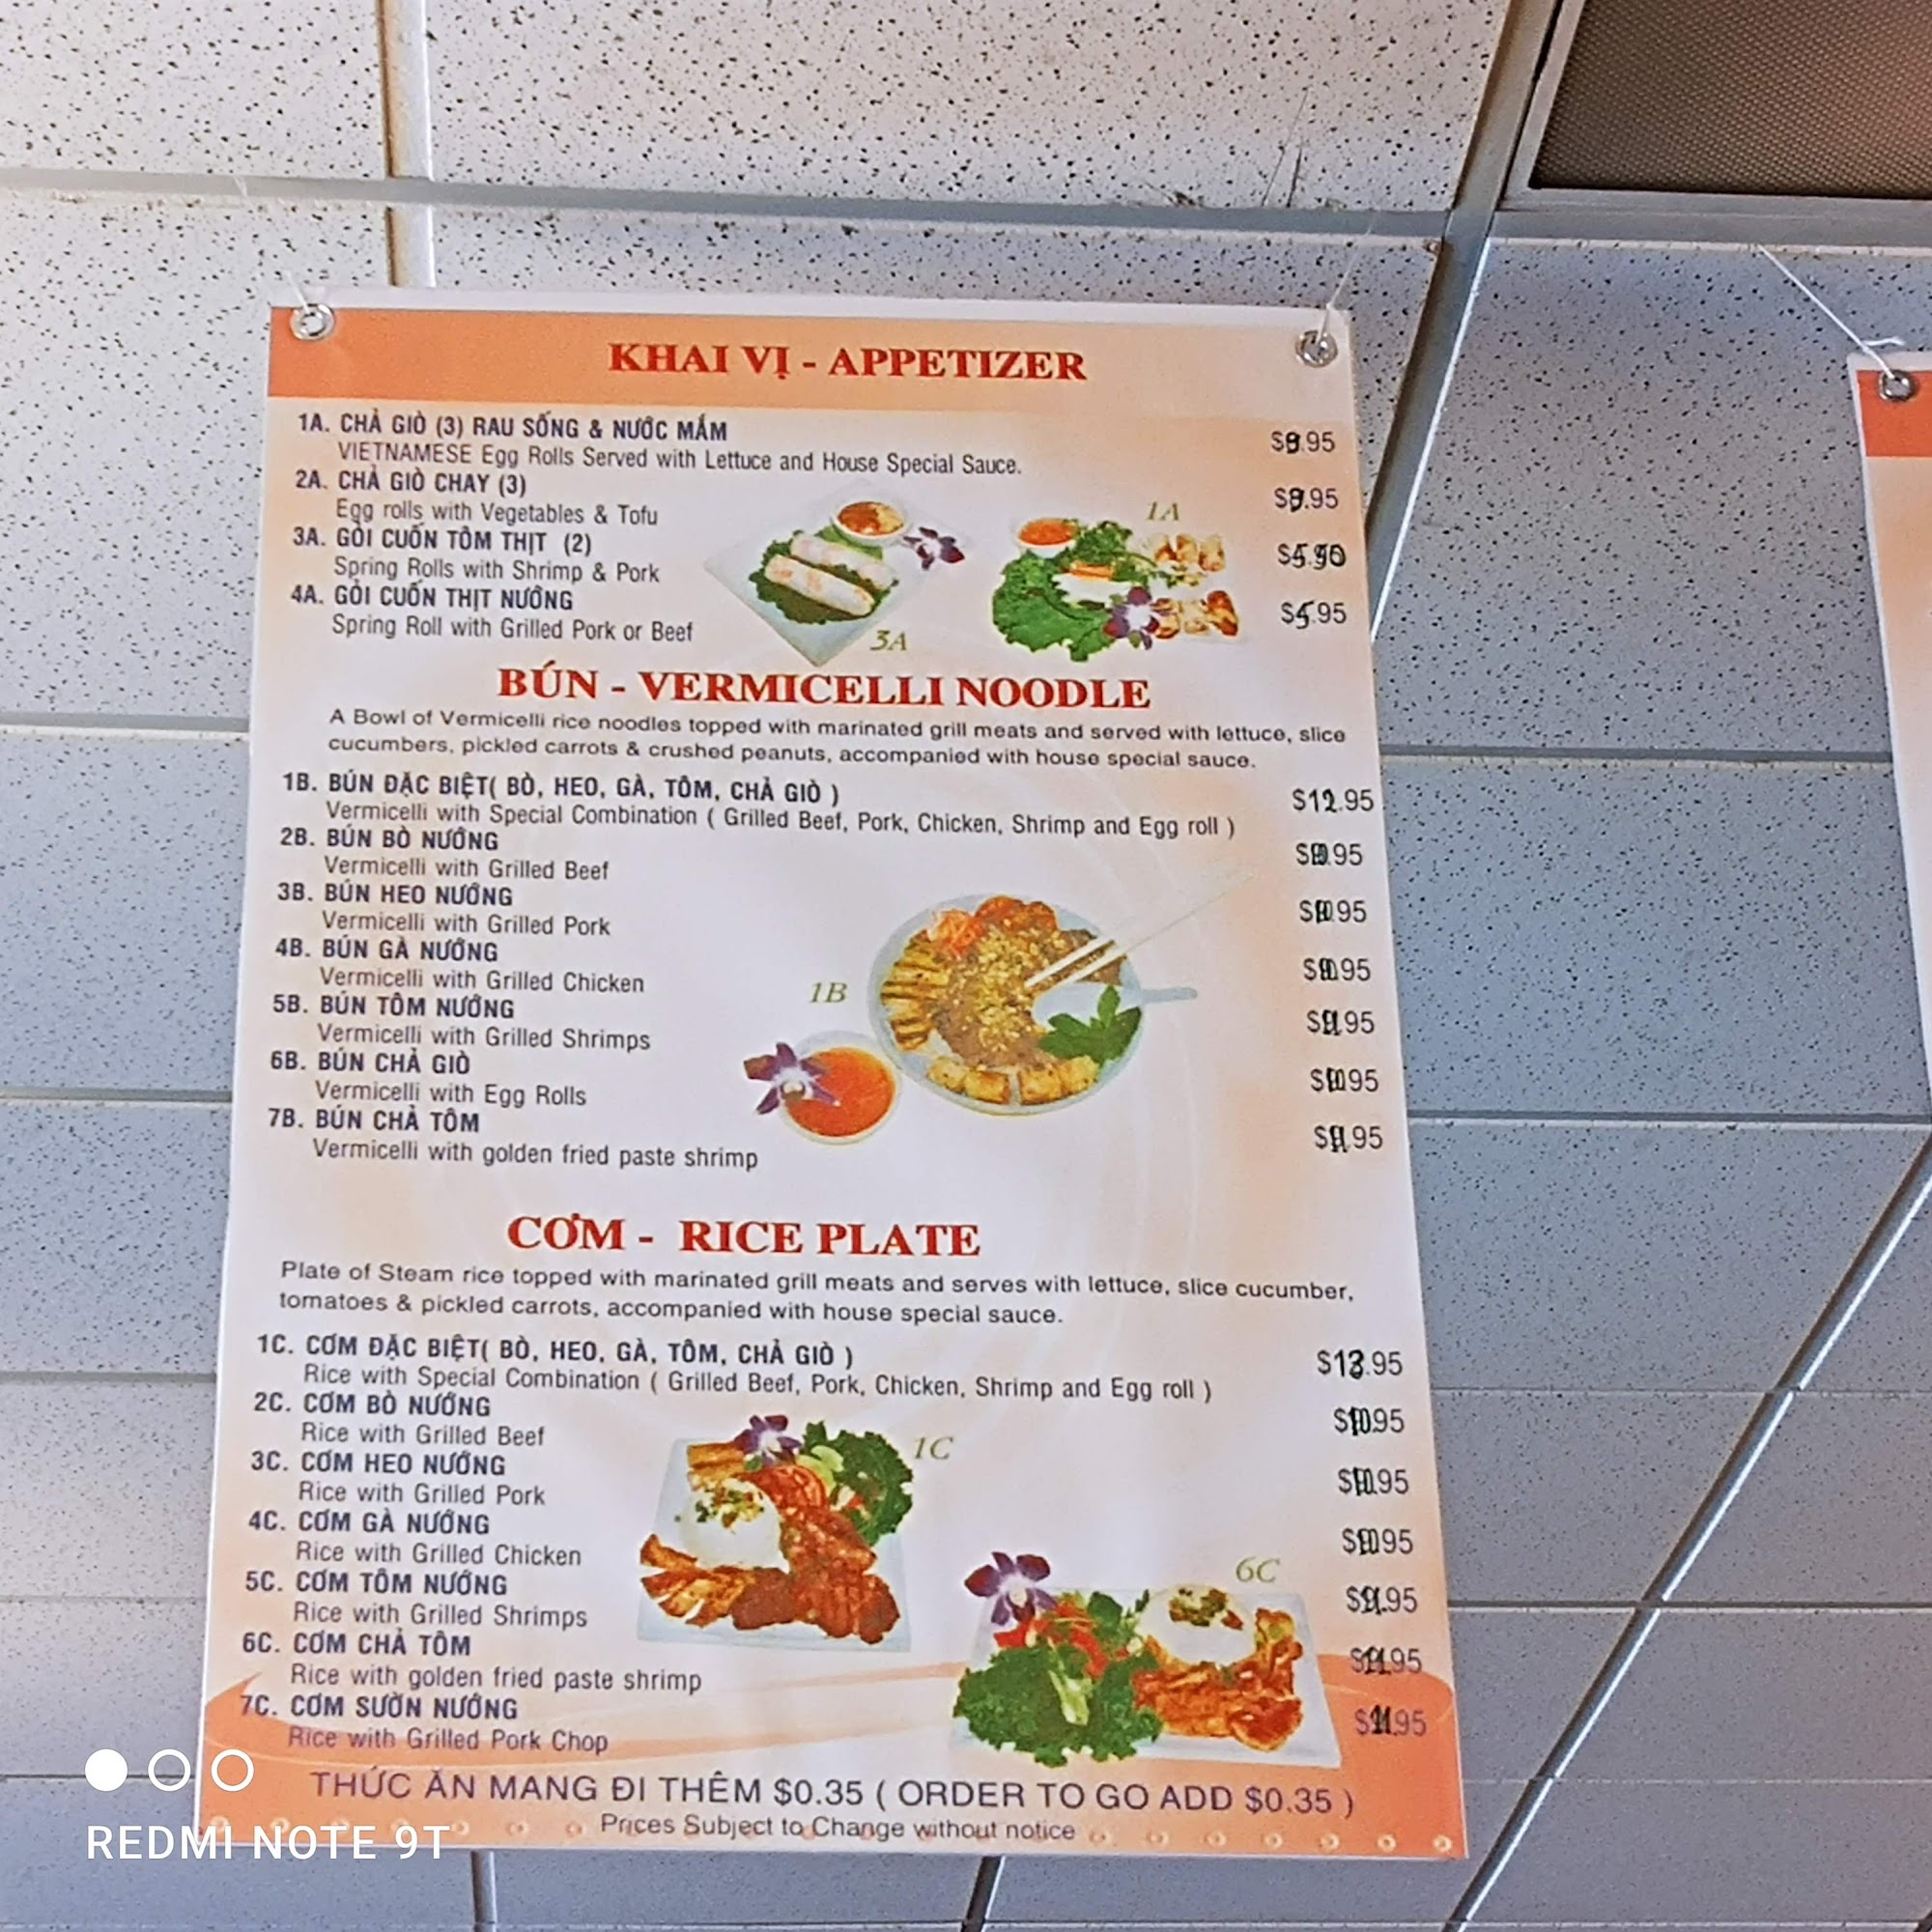 KHAI VỊ - APPETIZER
1A. CHẢ GIÒ (3) RAU SỐNG & NƯỚC MẮM
VIETNAMESE Egg Rolls Served with Lettuce and House Special Sauce.
2A. CHẢ GIÒ CHAY (3)
Egg rolls with Vegetables & Tofu
1A
3A. GỎI CUỐN TÔM THỊT (2)
Spring Rolls with Shrimp & Pork
4A. GỎI CUỐN THỊT NƯỚNG
Spring Roll with Grilled Pork or Beef
3A
BÚN - VERMICELLI NOODLE
A Bowl of Vermicelli rice noodles topped with marinated grill meats and served with lettuce, slice
cucumbers, pickled carrots & crushed peanuts, accompanied with house special sauce.
1B. BÚN ĐẶC BIỆT( BÒ, HEO, GÀ, TÔM, CHẢ GIÒ ) $12.95
Vermicelli with Special Combination ( Grilled Beef, Pork, Chicken, Shrimp and Egg roll )
2B. BÚN BÒ NƯỚNG
Vermicelli with Grilled Beef
3B. BÚN HEO NƯỚNG
Vermicelli with Grilled Pork
4B. BÚN GÀ NƯỚNG
Vermicelli with Grilled Chicken
1B
5B. BÚN TÔM NƯỚNG
Vermicelli with Grilled Shrimps
6B. BÚN CHẢ GIÒ
Vermicelli with Egg Rolls
7B. BÚN CHẢ TÔM
Vermicelli with golden fried paste shrimp
CƠM - RICE PLATE
Plate of Steam rice topped with marinated grill meats and serves with lettuce, slice cucumber,
tomatoes & pickled carrots, accompanied with house special sauce.
1C. CƠM ĐẶC BIỆT( BÒ, HEO, GÀ, TÔM, CHẢ GIÒ ) $13.95
Rice with Special Combination ( Grilled Beef, Pork, Chicken, Shrimp and Egg roll )
2C. CƠM BÒ NƯỚNG
Rice with Grilled Beef
1C
3C. CƠM HEO NƯỚNG
Rice with Grilled Pork
4C. CƠM GÀ NƯỚNG
Rice with Grilled Chicken
6C
5C. CƠM TÔM NƯỚNG
Rice with Grilled Shrimps
6C. CƠM CHẢ TÔM
Rice with golden fried paste shrimp
7C. CƠM SƯỜN NƯỚNG
Rice with Grilled Pork Chop
THỨC ĂN MANG ĐI THÊM $0.35 ( ORDER TO GO ADD $0.35 )
Prices Subject to Change without notice
REDMI NOTE 9T